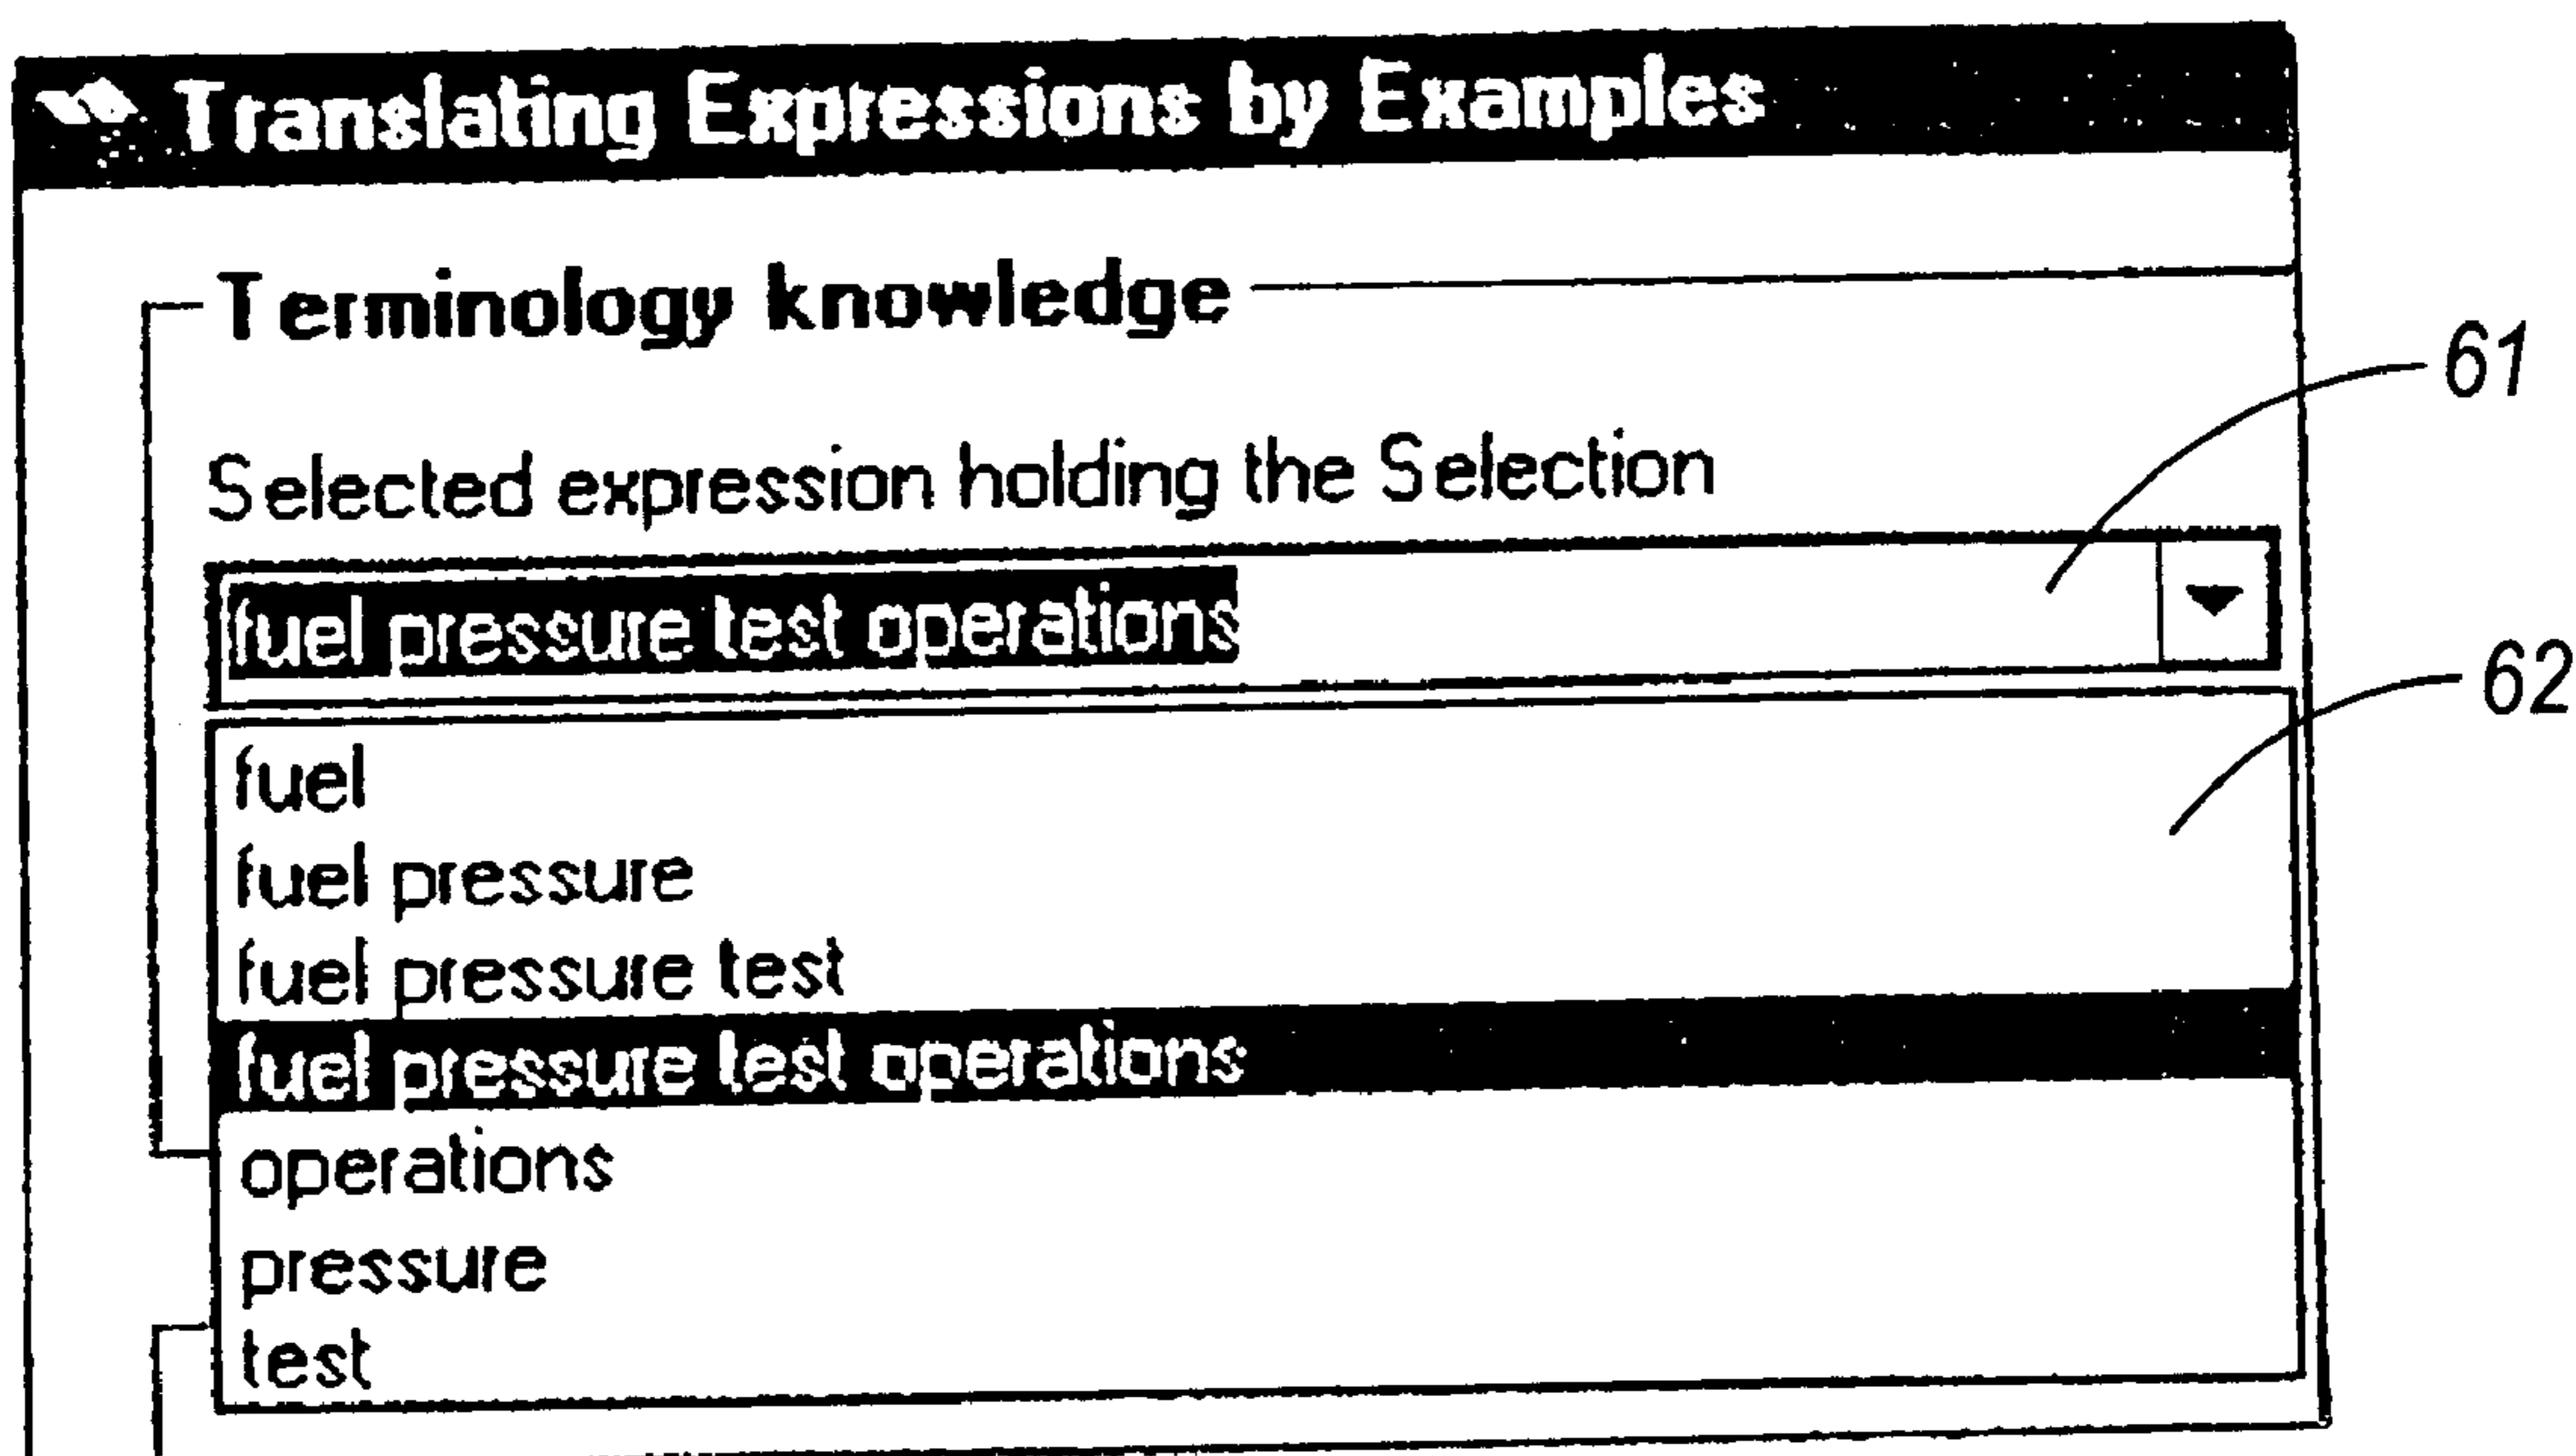 Translating Expressions by Examples
Terminology knowledge
61
Selected expression holding the Selection
fuel pressure test operations
62
fuel
fuel pressure
fuel pressure test
fuel pressure test operations
operations
pressure
test